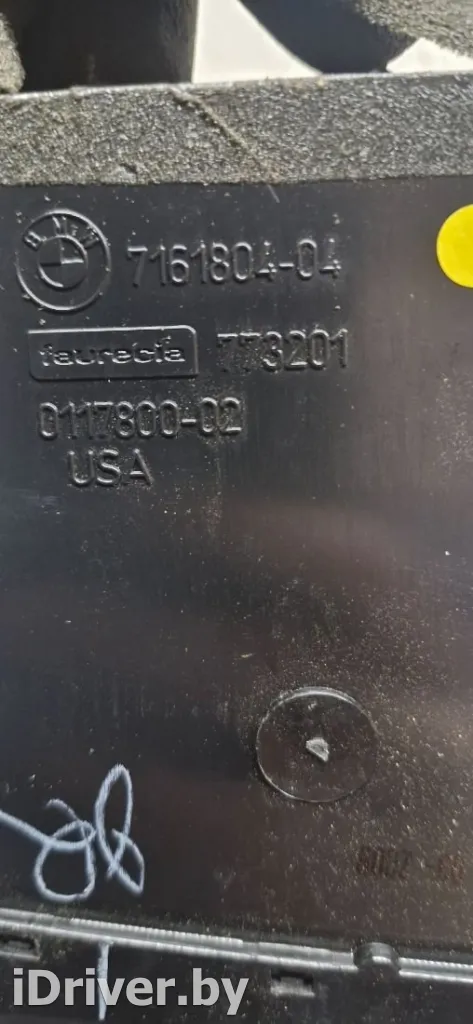 BMW 7161804-04
faurecia 773201
0117800-02
USA
iDriver.by